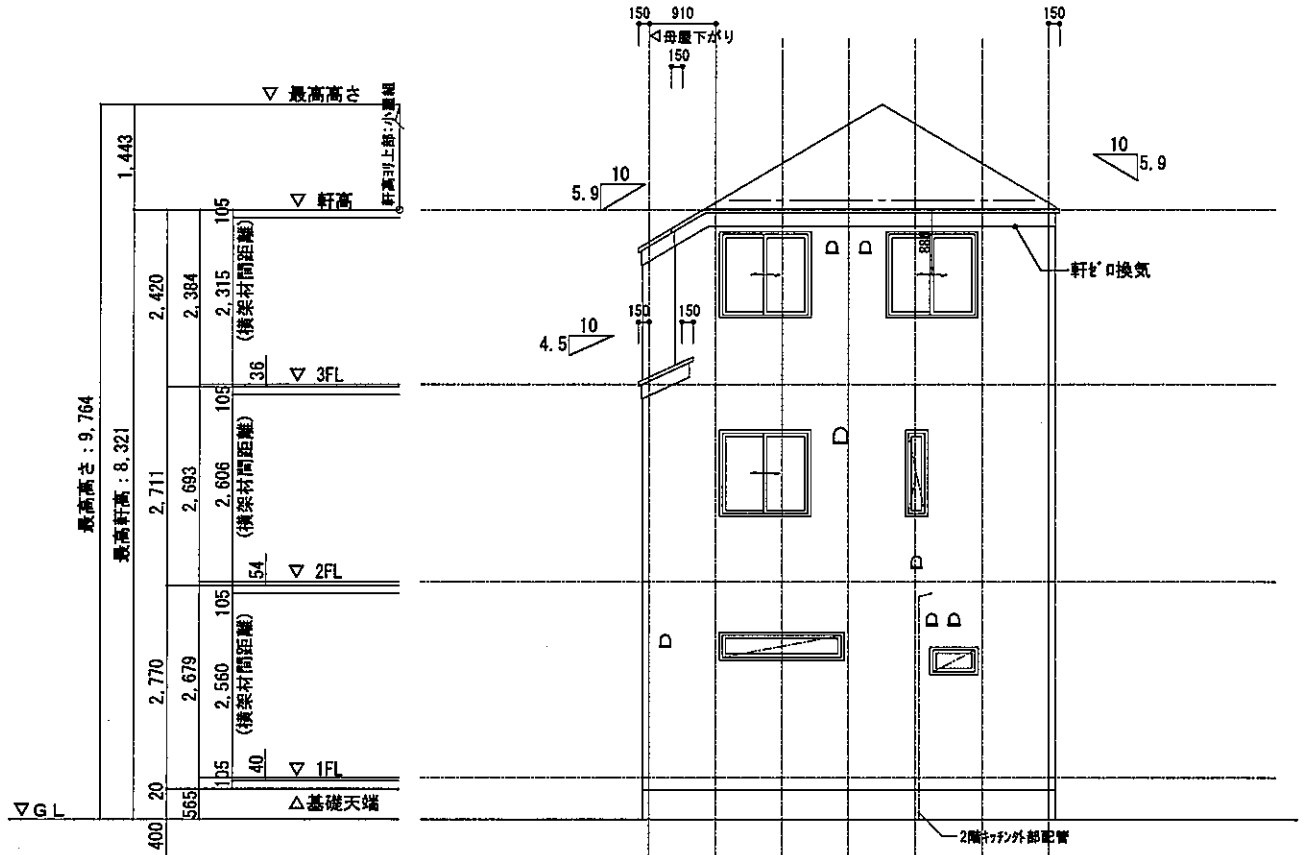 150
910
150
◁母屋下がり
150
▽ 最高高さ
軒高ヨリ上部:小屋組
1,443
10
5.9
10
5.9
▽ 軒高
105
2,420
2,384
2,315
(横架材間距離)
880
軒ゼロ換気
150
150
10
4.5
36
▽ 3FL
105
最高高さ:9,764
最高軒高:8,321
2,711
2,693
2,606
(横架材間距離)
54
▽ 2FL
105
2,770
2,679
2,560
(横架材間距離)
40
▽ 1FL
105
20
565
△基礎天端
▽GL
400
2階キッチン外部配管